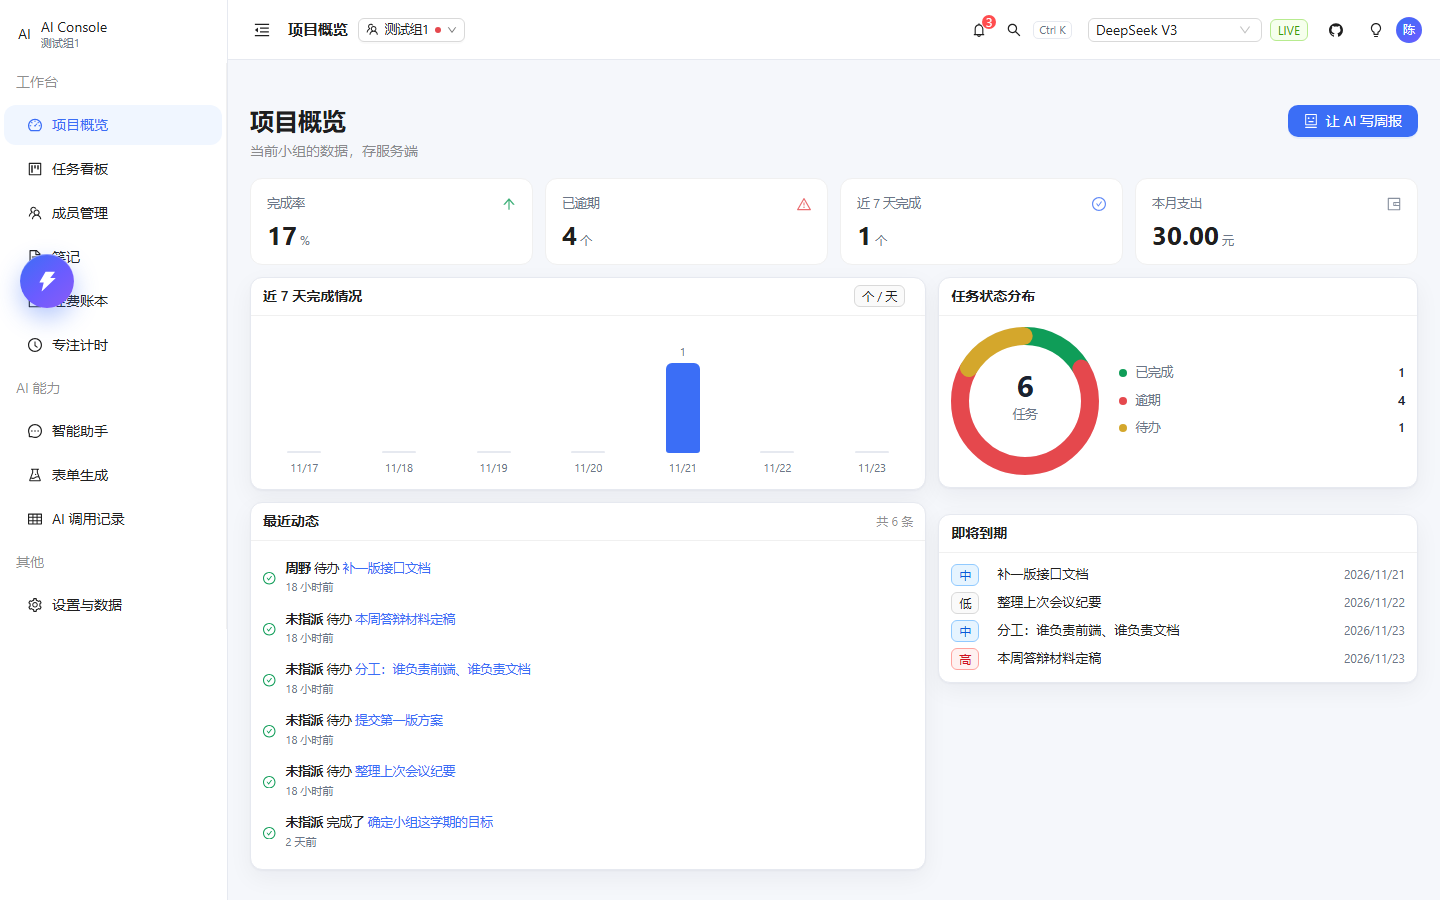 AI
AI Console
测试组1
工作台
项目概览
任务看板
成员管理
笔记
费账本
专注计时
AI 能力
智能助手
表单生成
AI 调用记录
其他
设置与数据
项目概览
测试组1
3
Ctrl K
DeepSeek V3
LIVE
陈
项目概览
当前小组的数据，存服务端
让 AI 写周报
完成率
17 %
已逾期
4 个
近 7 天完成
1 个
本月支出
30.00 元
近 7 天完成情况
个 / 天
1
11/17
11/18
11/19
11/20
11/21
11/22
11/23
任务状态分布
6
任务
已完成 1
逾期 4
待办 1
最近动态
共 6 条
周野 待办 补一版接口文档
18 小时前
未指派 待办 本周答辩材料定稿
18 小时前
未指派 待办 分工：谁负责前端、谁负责文档
18 小时前
未指派 待办 提交第一版方案
18 小时前
未指派 待办 整理上次会议纪要
18 小时前
未指派 完成了 确定小组这学期的目标
2 天前
即将到期
中 补一版接口文档 2026/11/21
低 整理上次会议纪要 2026/11/22
中 分工：谁负责前端、谁负责文档 2026/11/23
高 本周答辩材料定稿 2026/11/23